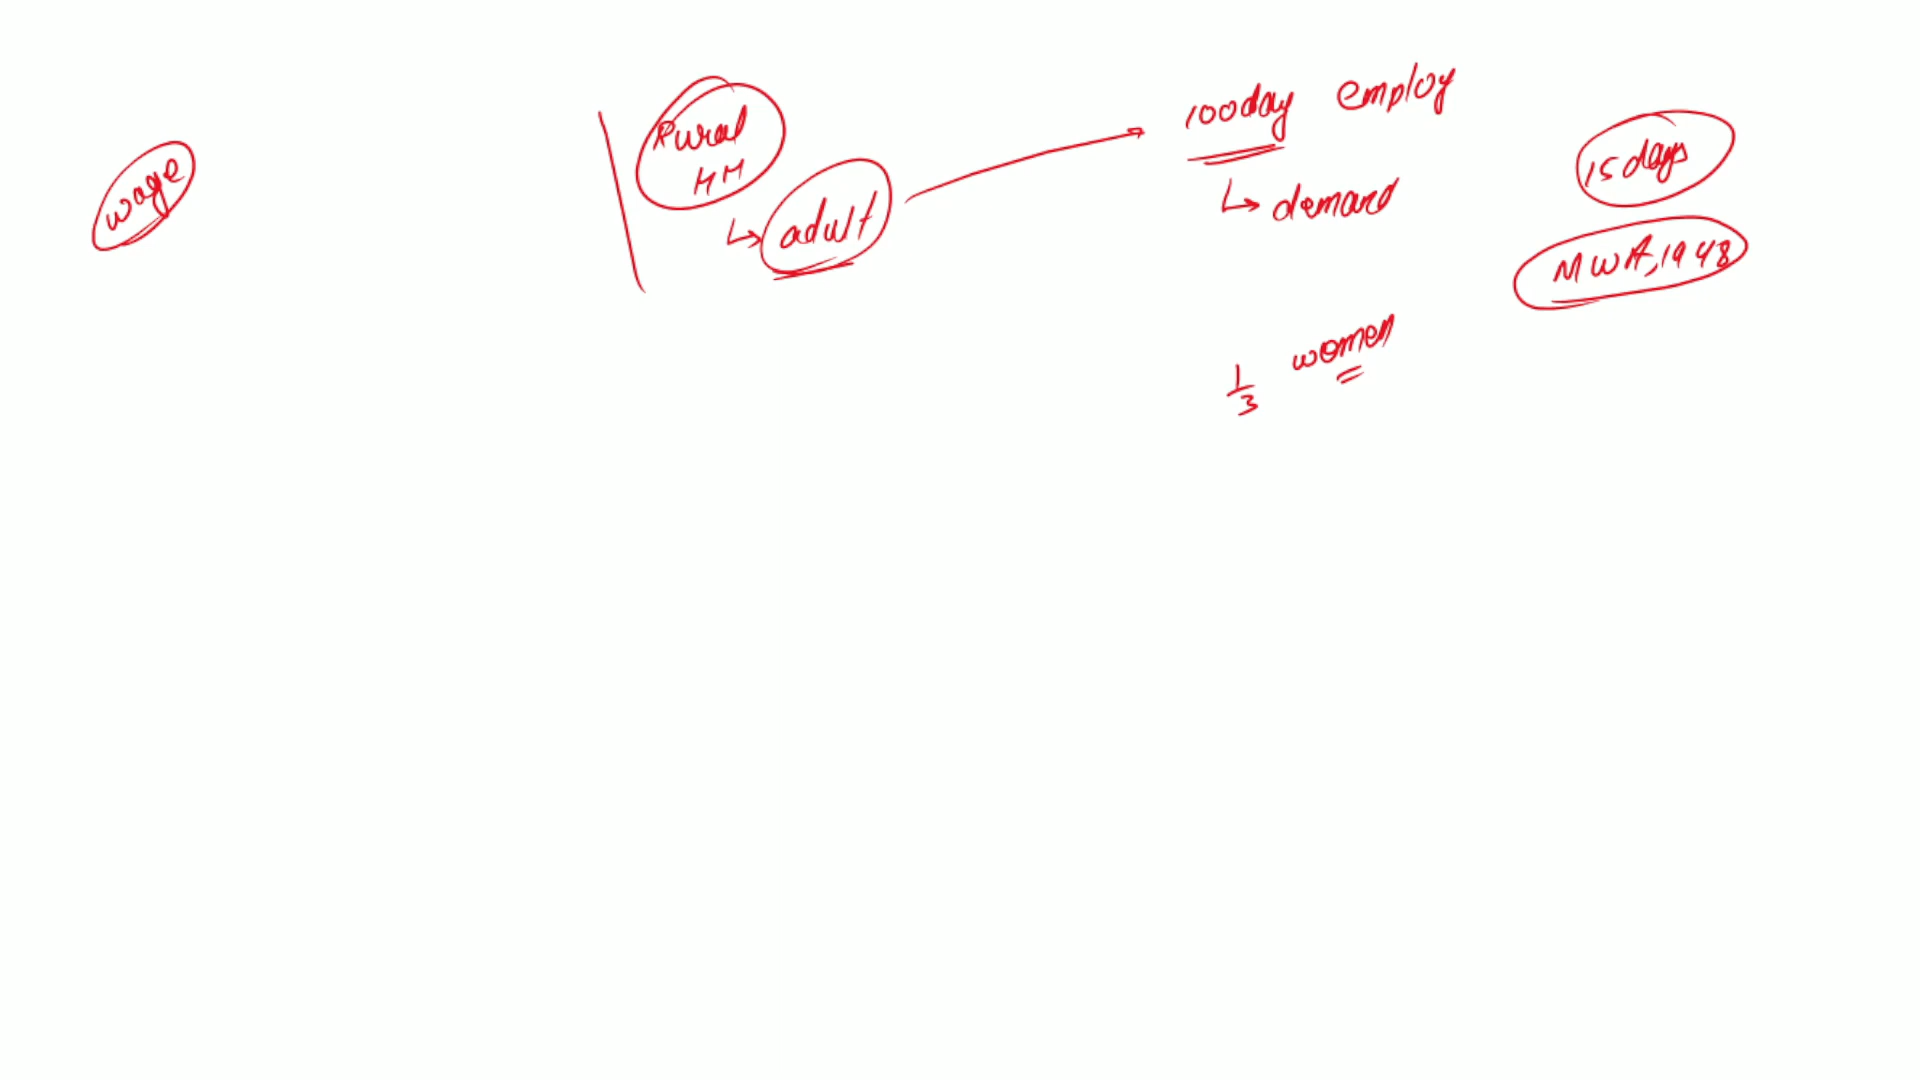 wage
Rural
HH
adult
100day employ
demand
15 days
MWA, 1948
1/3 women